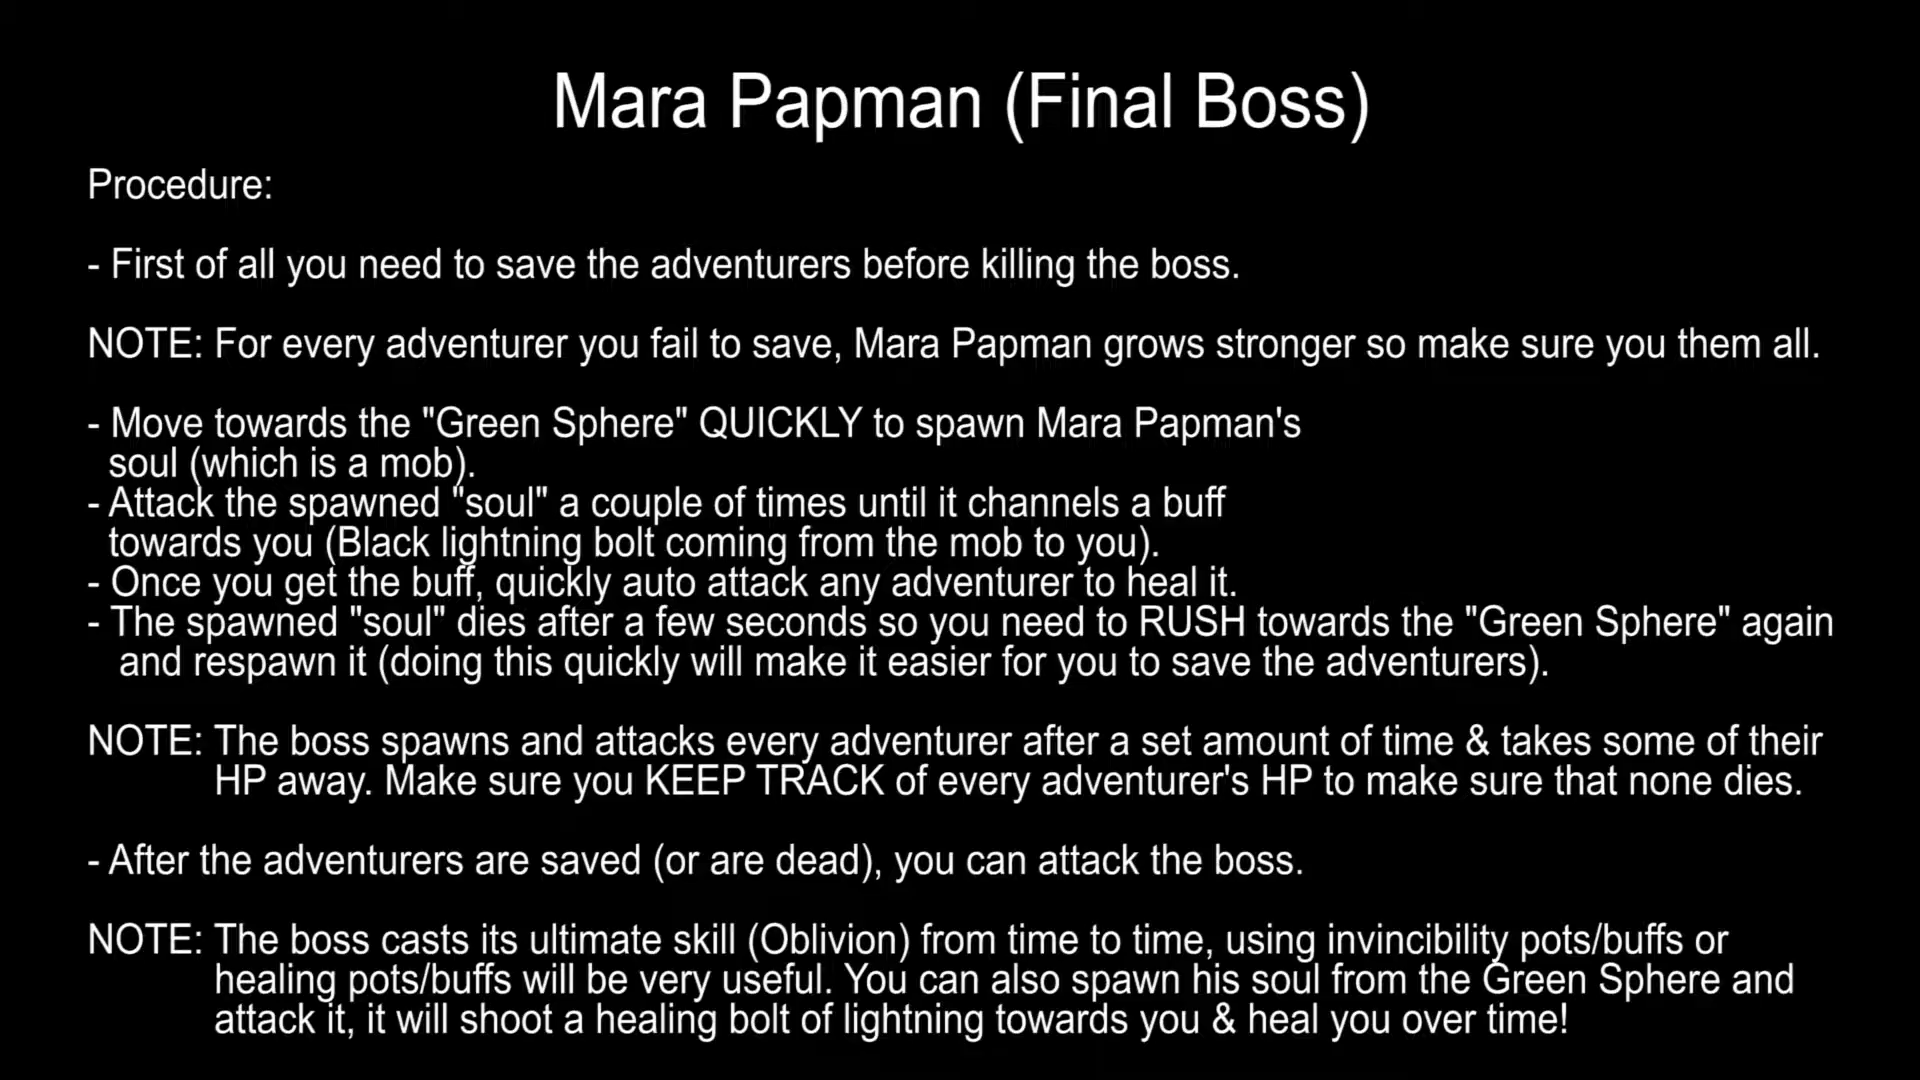 Mara Papman (Final Boss)
Procedure:
- First of all you need to save the adventurers before killing the boss.
NOTE: For every adventurer you fail to save, Mara Papman grows stronger so make sure you them all.
- Move towards the "Green Sphere" QUICKLY to spawn Mara Papman's
soul (which is a mob).
- Attack the spawned "soul" a couple of times until it channels a buff
towards you (Black lightning bolt coming from the mob to you).
- Once you get the buff, quickly auto attack any adventurer to heal it.
- The spawned "soul" dies after a few seconds so you need to RUSH towards the "Green Sphere" again
and respawn it (doing this quickly will make it easier for you to save the adventurers).
NOTE: The boss spawns and attacks every adventurer after a set amount of time & takes some of their
HP away. Make sure you KEEP TRACK of every adventurer's HP to make sure that none dies.
- After the adventurers are saved (or are dead), you can attack the boss.
NOTE: The boss casts its ultimate skill (Oblivion) from time to time, using invincibility pots/buffs or
healing pots/buffs will be very useful. You can also spawn his soul from the Green Sphere and
attack it, it will shoot a healing bolt of lightning towards you & heal you over time!